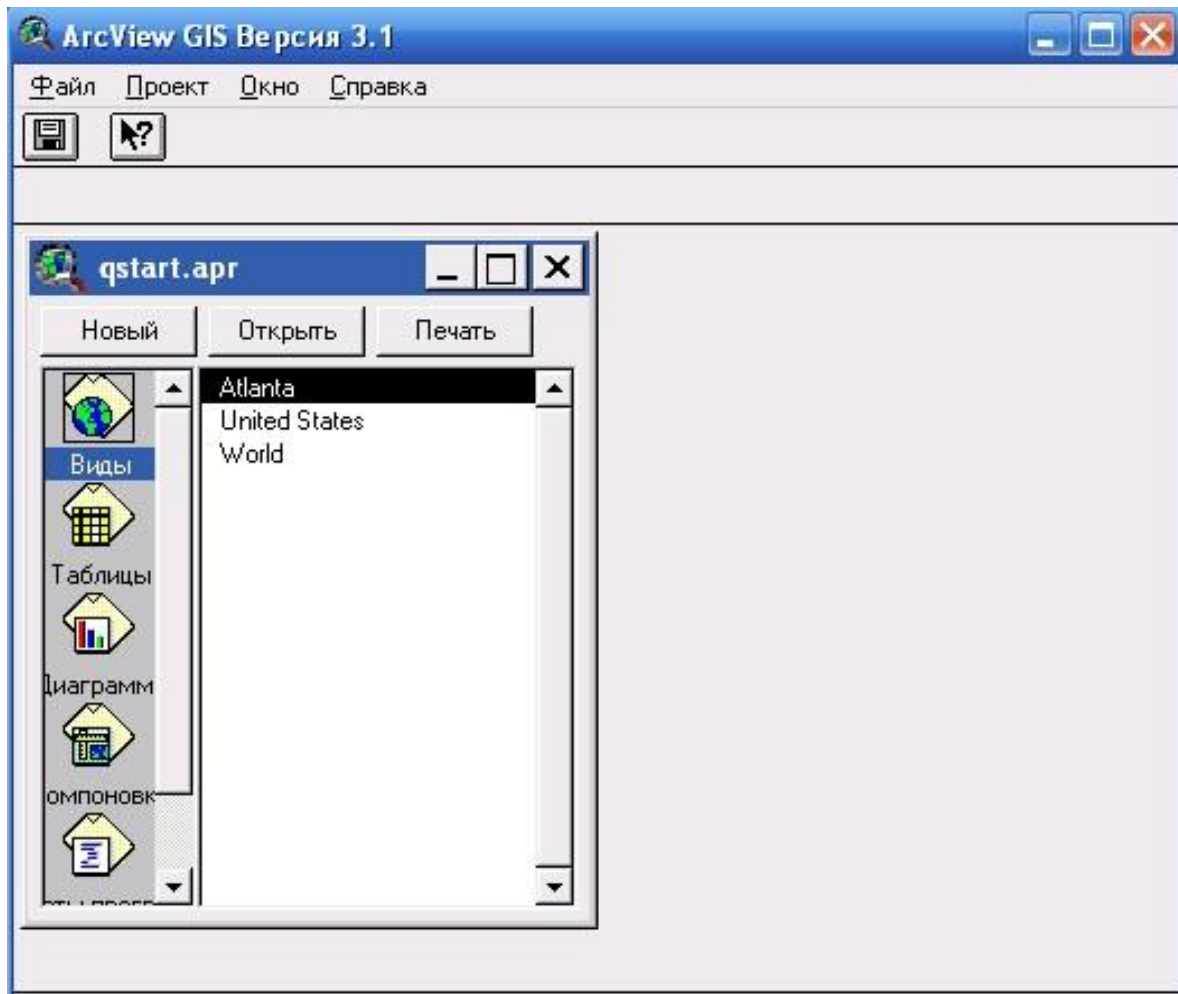 ArcView GIS Версия 3.1
Файл Проект Окно Справка
qstart.apr
Новый Открыть Печать
Atlanta
United States
World
Виды
Таблицы
Диаграмм
омпоновк